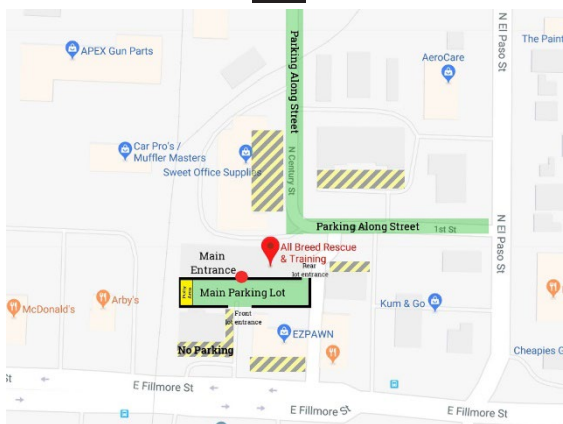 N El Paso St
The Paint
APEX Gun Parts
AeroCare
Parking Along Street
N Century St
Car Pro's /
Muffler Masters
Sweet Office Supplies
Parking Along Street
1st St
N El Paso St
All Breed Rescue
& Training
Main
Entrance
Rear
lot entrance
Main Parking Lot
McDonald's
Arby's
Kum & Go
Front
lot entrance
EZPAWN
No Parking
Cheapies G
St
E Fillmore St
E Fillmore St
E Fillmore St